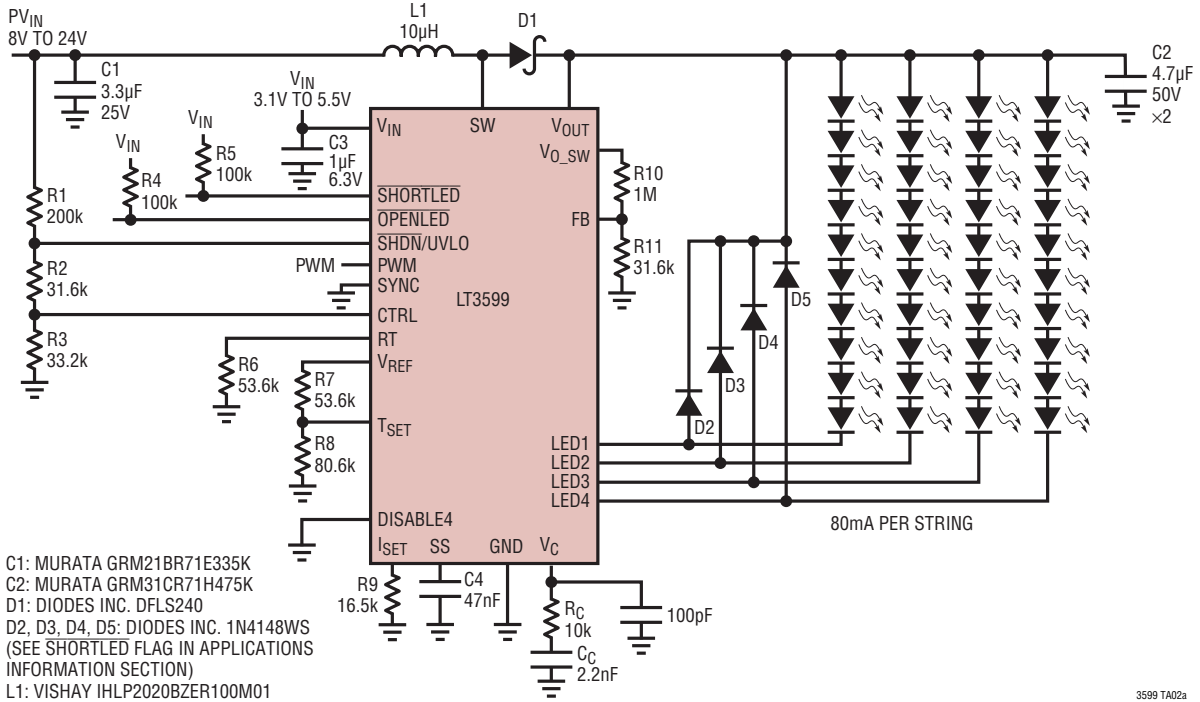 PVIN
8V TO 24V
L1
10µH
D1
C1
3.3µF
25V
C2
4.7µF
50V
×2
VIN
3.1V TO 5.5V
C3
1µF
6.3V
VIN
R5
100k
VIN
R4
100k
R1
200k
R2
31.6k
R3
33.2k
VIN
SW
VOUT
VO_SW
SHORTLED
OPENLED
SHDN/UVLO
PWM
PWM
SYNC
LT3599
CTRL
RT
VREF
TSET
FB
R10
1M
R11
31.6k
R6
53.6k
R7
53.6k
R8
80.6k
D5
D4
D3
D2
LED1
LED2
LED3
LED4
80mA PER STRING
DISABLE4
ISET
SS
GND
VC
R9
16.5k
C4
47nF
RC
10k
CC
2.2nF
100pF
C1: MURATA GRM21BR71E335K
C2: MURATA GRM31CR71H475K
D1: DIODES INC. DFLS240
D2, D3, D4, D5: DIODES INC. 1N4148WS
(SEE SHORTLED FLAG IN APPLICATIONS
INFORMATION SECTION)
L1: VISHAY IHLP2020BZER100M01
3599 TA02a